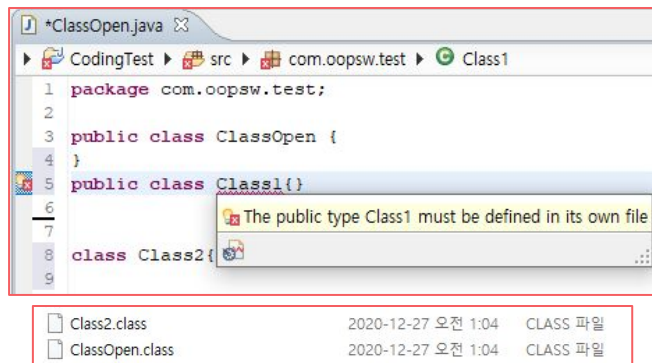 *ClassOpen.java
CodingTest src com.oopsw.test Class1
1 package com.oopsw.test;
2
3 public class ClassOpen {
4 }
5 public class Class1{}
6
The public type Class1 must be defined in its own file
7
8 class Class2{
9
Class2.class 2020-12-27 오전 1:04 CLASS 파일
ClassOpen.class 2020-12-27 오전 1:04 CLASS 파일